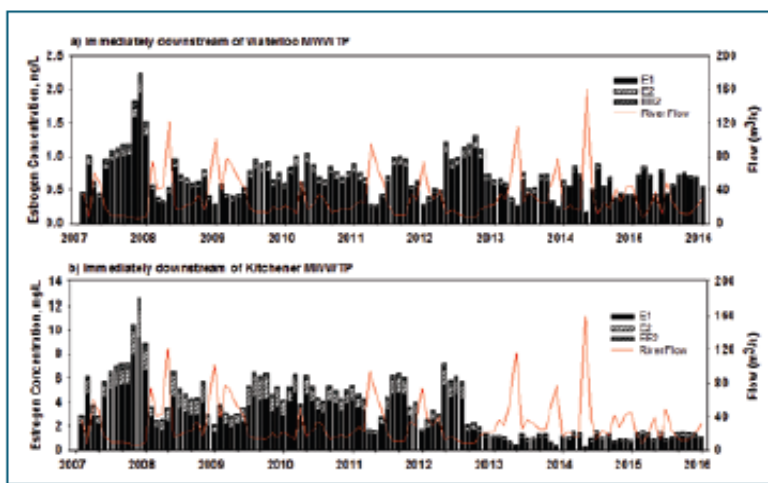 a) Immediately downstream of Waterloo MWWTP
Estrogen Concentration, ng/L
2.5
2.0
1.5
1.0
0.5
0.0
200
160
120
80
40
0
Flow (m³/s)
E1
E2
EE2
River Flow
2007 2008 2009 2010 2011 2012 2013 2014 2015 2016
b) Immediately downstream of Kitchener MWWTP
Estrogen Concentration, ng/L
14
12
10
8
6
4
2
0
200
160
120
80
40
0
Flow (m³/s)
E1
E2
EE2
River Flow
2007 2008 2009 2010 2011 2012 2013 2014 2015 2016